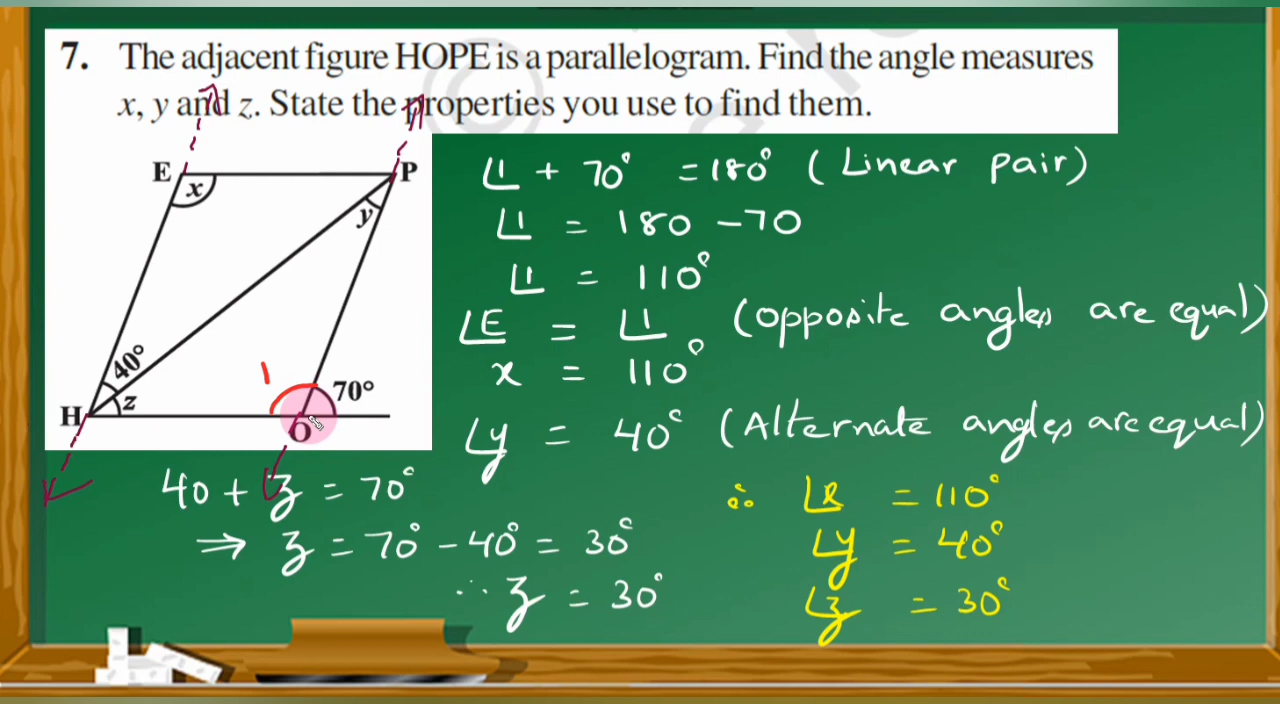 7. The adjacent figure HOPE is a parallelogram. Find the angle measures
x, y and z. State the properties you use to find them.
E
x
P
y
40°
H
z
70°
O
1
∠1 + 70° = 180° (Linear pair)
∠1 = 180 - 70
∠1 = 110°
∠E = ∠1 (opposite angles are equal)
x = 110°
∠y = 40° (Alternate angles are equal)
40 + ∠z = 70°
⇒ z = 70° - 40° = 30°
∴ z = 30°
∴ ∠x = 110°
∠y = 40°
∠z = 30°